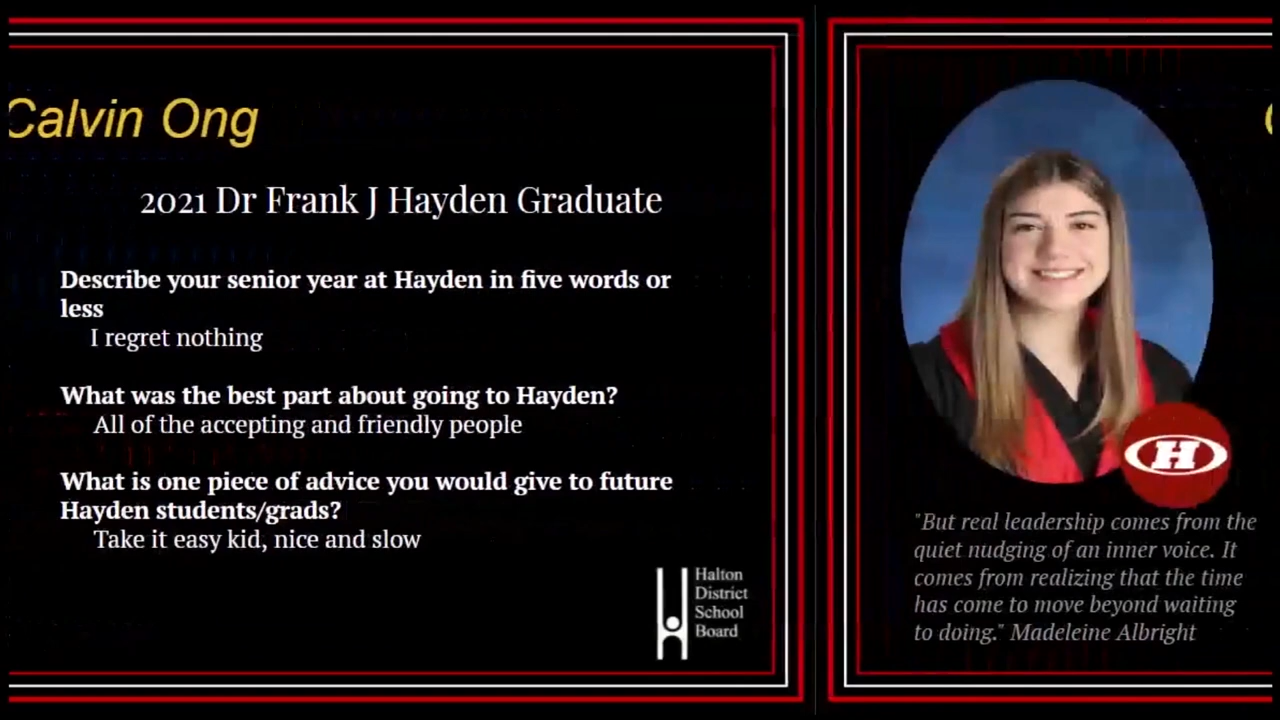 Calvin Ong
2021 Dr Frank J Hayden Graduate
Describe your senior year at Hayden in five words or
less
I regret nothing
What was the best part about going to Hayden?
All of the accepting and friendly people
What is one piece of advice you would give to future
Hayden students/grads?
Take it easy kid, nice and slow
Halton
District
School
Board
H
"But real leadership comes from the
quiet nudging of an inner voice. It
comes from realizing that the time
has come to move beyond waiting
to doing." Madeleine Albright